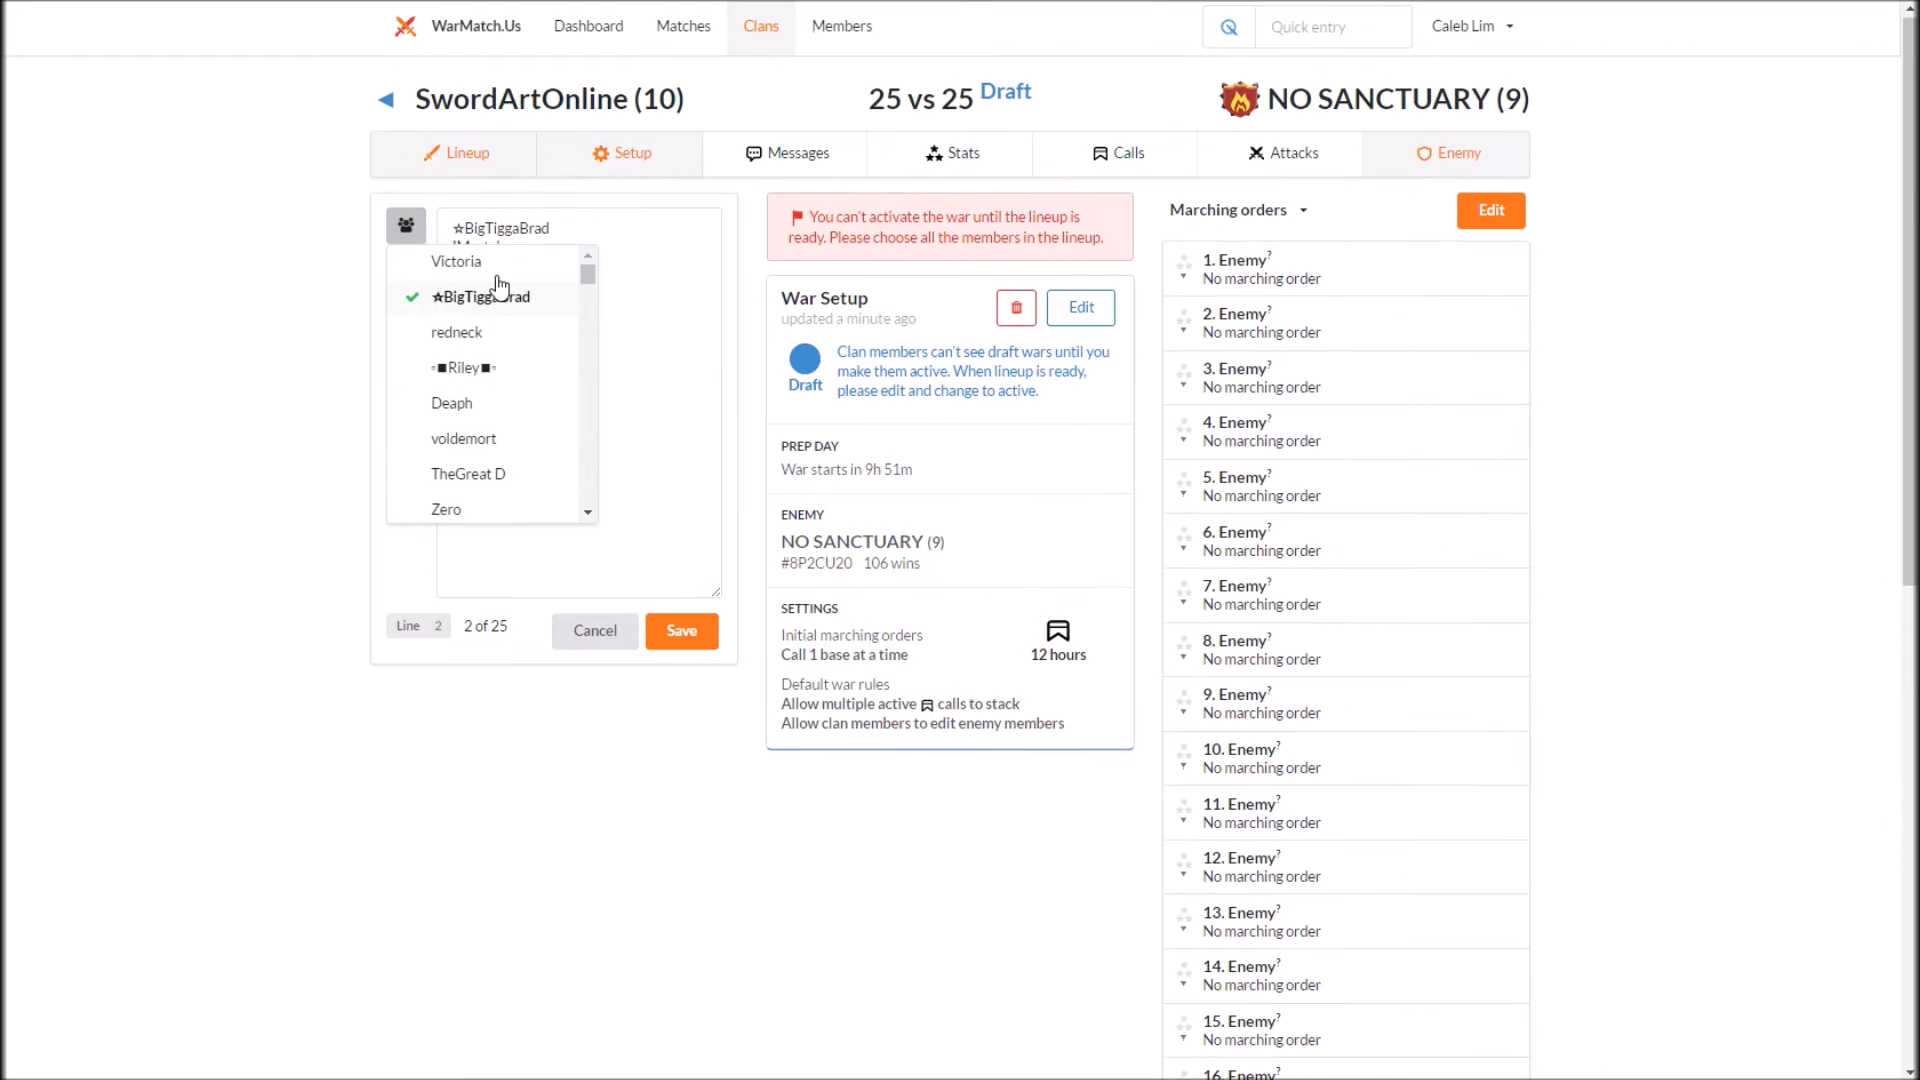 WarMatch.Us
Dashboard
Matches
Clans
Members
Quick entry
Caleb Lim
SwordArtOnline (10)
25 vs 25 Draft
NO SANCTUARY (9)
Lineup
Setup
Messages
Stats
Calls
Attacks
Enemy
☆BigTiggaBrad
Victoria
☆BigTiggaBrad
redneck
▫■Riley■▫
Deaph
voldemort
TheGreat D
Zero
Line 2
2 of 25
Cancel
Save
You can't activate the war until the lineup is
ready. Please choose all the members in the lineup.
War Setup
updated a minute ago
Edit
Draft
Clan members can't see draft wars until you
make them active. When lineup is ready,
please edit and change to active.
PREP DAY
War starts in 9h 51m
ENEMY
NO SANCTUARY (9)
#8P2CU20 106 wins
SETTINGS
Initial marching orders
Call 1 base at a time
12 hours
Default war rules
Allow multiple active calls to stack
Allow clan members to edit enemy members
Marching orders
Edit
1. Enemy?
No marching order
2. Enemy?
No marching order
3. Enemy?
No marching order
4. Enemy?
No marching order
5. Enemy?
No marching order
6. Enemy?
No marching order
7. Enemy?
No marching order
8. Enemy?
No marching order
9. Enemy?
No marching order
10. Enemy?
No marching order
11. Enemy?
No marching order
12. Enemy?
No marching order
13. Enemy?
No marching order
14. Enemy?
No marching order
15. Enemy?
No marching order
16. Enemy?